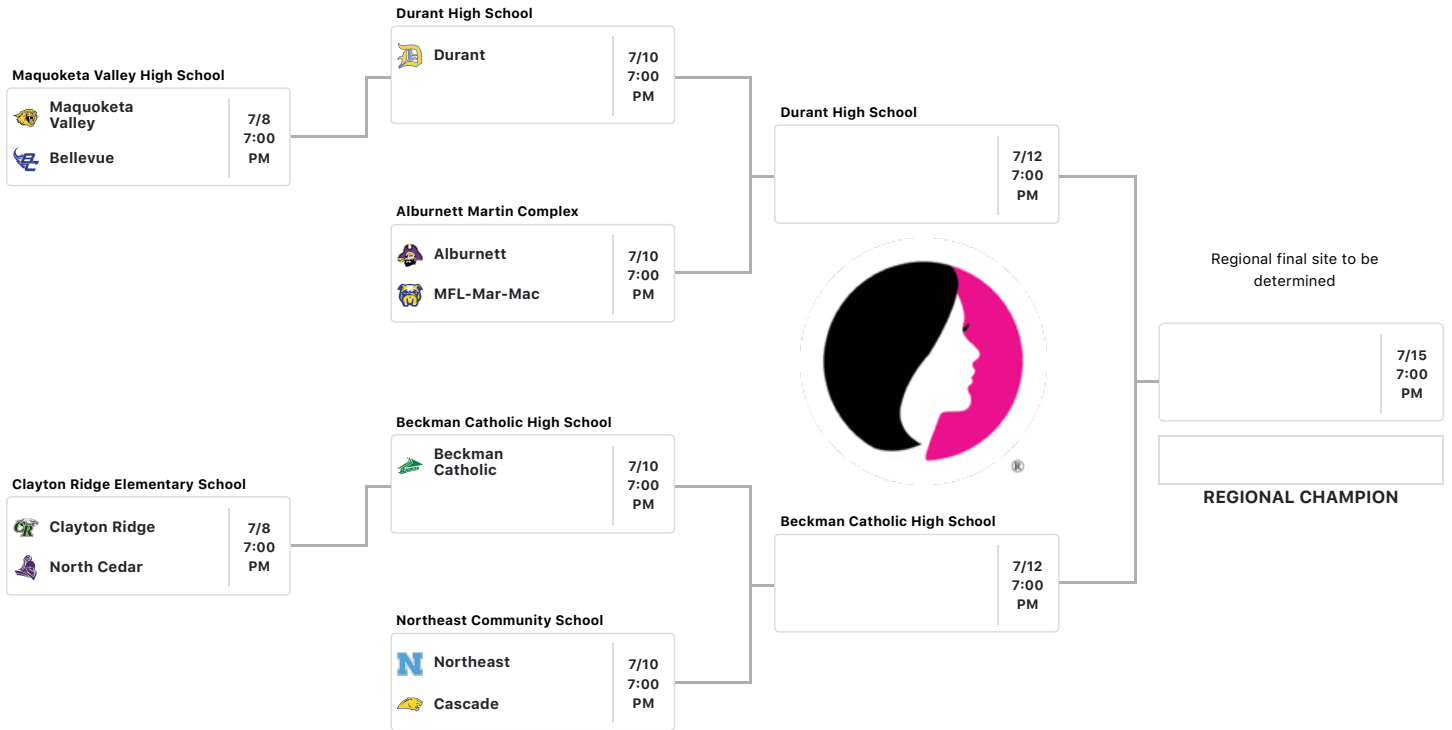 Durant High School
Durant
7/10
7:00
PM
Maquoketa Valley High School
Maquoketa
Valley
Bellevue
7/8
7:00
PM
Durant High School
7/12
7:00
PM
Alburnett Martin Complex
Alburnett
MFL-Mar-Mac
7/10
7:00
PM
Regional final site to be
determined
7/15
7:00
PM
REGIONAL CHAMPION
Beckman Catholic High School
Beckman
Catholic
7/10
7:00
PM
®
Clayton Ridge Elementary School
CR
Clayton Ridge
North Cedar
7/8
7:00
PM
Beckman Catholic High School
7/12
7:00
PM
Northeast Community School
N
Northeast
Cascade
7/10
7:00
PM